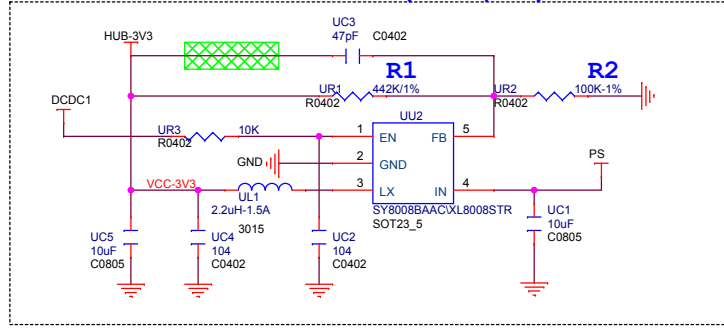 UC3
47pF
C0402
HUB-3V3
R1
R2
UR1
442K/1%
R0402
UR2
100K-1%
R0402
DCDC1
UU2
UR3
10K
R0402
1
EN
FB
5
GND
2
GND
PS
VCC-3V3
3
LX
IN
4
UL1
2.2uH-1.5A
3015
SY8008BAAC\XL8008STR
SOT23_5
UC5
10uF
C0805
UC4
104
C0402
UC2
104
C0402
UC1
10uF
C0805